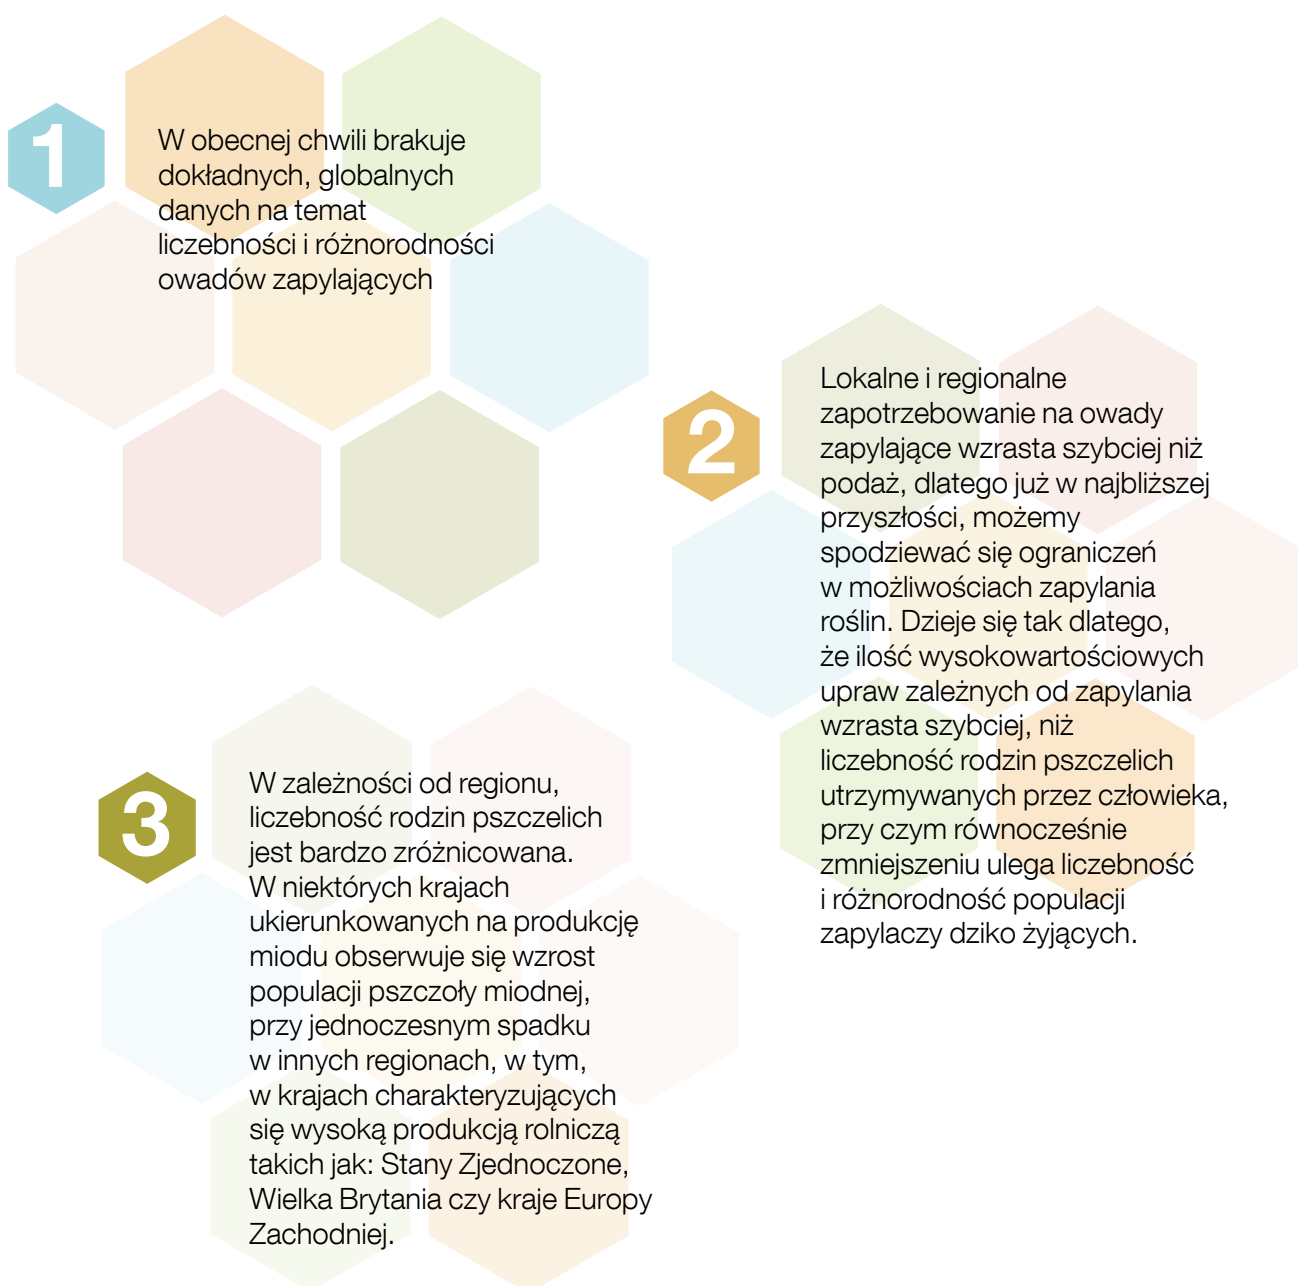 1
W obecnej chwili brakuje
dokładnych, globalnych
danych na temat
liczebności i różnorodności
owadów zapylających
2
Lokalne i regionalne
zapotrzebowanie na owady
zapylające wzrasta szybciej niż
podaż, dlatego już w najbliższej
przyszłości, możemy
spodziewać się ograniczeń
w możliwościach zapylania
roślin. Dzieje się tak dlatego,
że ilość wysokowartościowych
upraw zależnych od zapylania
wzrasta szybciej, niż
liczebność rodzin pszczelich
utrzymywanych przez człowieka,
przy czym równocześnie
zmniejszeniu ulega liczebność
i różnorodność populacji
zapylaczy dziko żyjących.
3
W zależności od regionu,
liczebność rodzin pszczelich
jest bardzo zróżnicowana.
W niektórych krajach
ukierunkowanych na produkcję
miodu obserwuje się wzrost
populacji pszczoły miodnej,
przy jednoczesnym spadku
w innych regionach, w tym,
w krajach charakteryzujących
się wysoką produkcją rolniczą
takich jak: Stany Zjednoczone,
Wielka Brytania czy kraje Europy
Zachodniej.